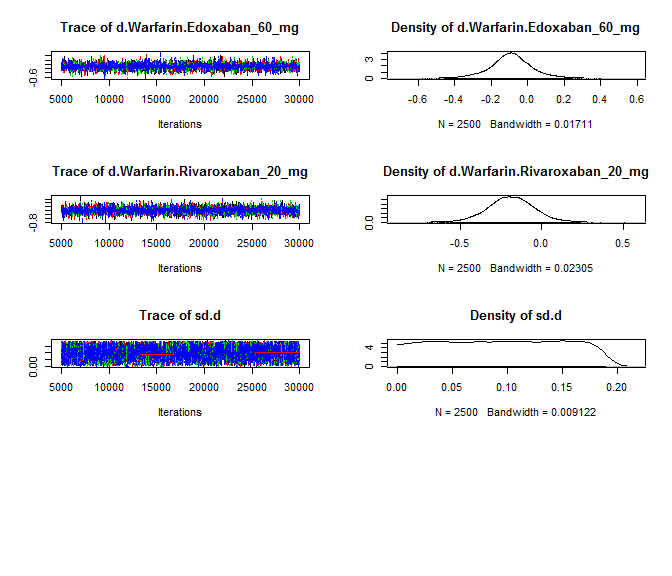 Trace of d.Warfarin.Edoxaban_60_mg
-0.6
5000 10000 15000 20000 25000 30000
Iterations
Density of d.Warfarin.Edoxaban_60_mg
3
0
-0.6 -0.4 -0.2 0.0 0.2 0.4 0.6
N = 2500 Bandwidth = 0.01711
Trace of d.Warfarin.Rivaroxaban_20_mg
-0.8
5000 10000 15000 20000 25000 30000
Iterations
Density of d.Warfarin.Rivaroxaban_20_mg
0.0
-0.5 0.0 0.5
N = 2500 Bandwidth = 0.02305
Trace of sd.d
0.00
5000 10000 15000 20000 25000 30000
Iterations
Density of sd.d
4
0
0.00 0.05 0.10 0.15 0.20
N = 2500 Bandwidth = 0.009122